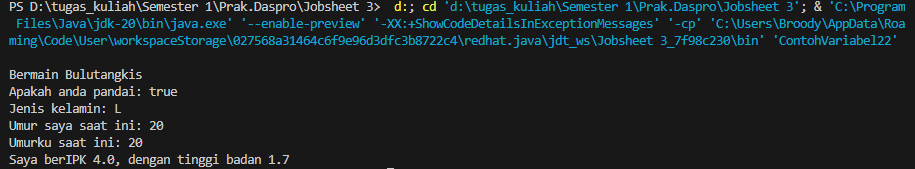 PS D:\tugas_kuliah\Semester 1\Prak.Daspro\Jobsheet 3>  d:; cd 'd:\tugas_kuliah\Semester 1\Prak.Daspro\Jobsheet 3'; & 'C:\Program
 Files\Java\jdk-20\bin\java.exe' '--enable-preview' '-XX:+ShowCodeDetailsInExceptionMessages' '-cp' 'C:\Users\Broody\AppData\Roa
ming\Code\User\workspaceStorage\027568a31464c6f9e96d3dfc3b8722c4\redhat.java\jdt_ws\Jobsheet 3_7f98c230\bin' 'ContohVariabel22'
Bermain Bulutangkis
Apakah anda pandai: true
Jenis kelamin: L
Umur saya saat ini: 20
Umurku saat ini: 20
Saya berIPK 4.0, dengan tinggi badan 1.7